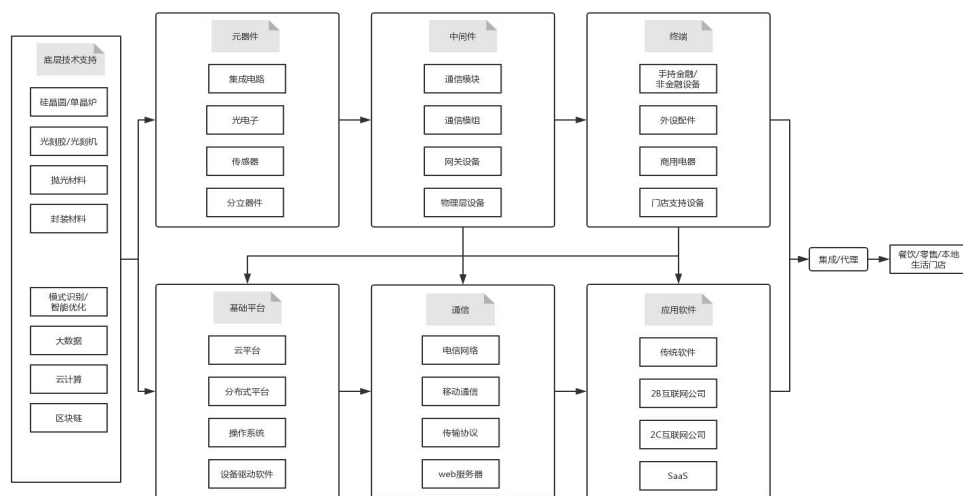 底层技术支持
硅晶圆/单晶炉
光刻胶/光刻机
抛光材料
封装材料
模式识别/
智能优化
大数据
云计算
区块链
元器件
集成电路
光电子
传感器
分立器件
中间件
通信模块
通信模组
网关设备
物理层设备
终端
手持金融/
非金融设备
外设配件
商用电器
门店支持设备
基础平台
云平台
分布式平台
操作系统
设备驱动软件
通信
电信网络
移动通信
传输协议
web服务器
应用软件
传统软件
2B互联网公司
2C互联网公司
SaaS
集成/代理
餐饮/零售/本地
生活门店